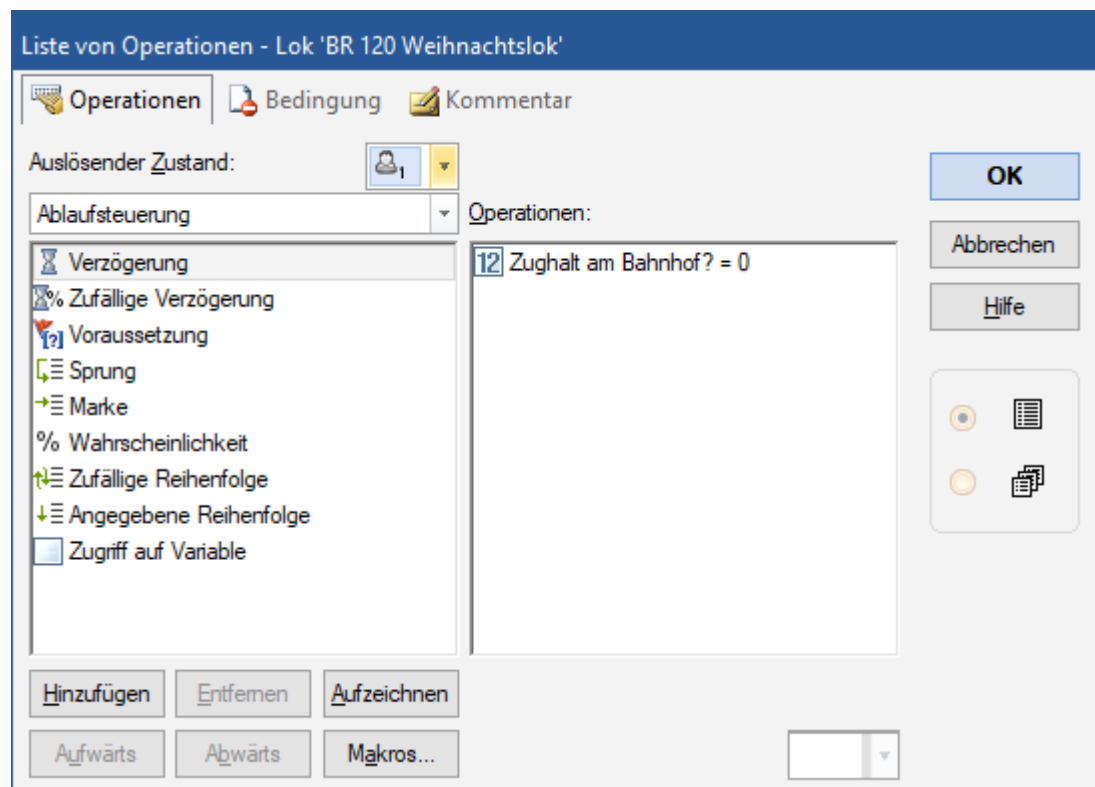 Liste von Operationen - Lok 'BR 120 Weihnachtslok'
Operationen Bedingung Kommentar
Auslösender Zustand: 1
Ablaufsteuerung
Verzögerung
% Zufällige Verzögerung
[?] Voraussetzung
Sprung
Marke
% Wahrscheinlichkeit
Zufällige Reihenfolge
Angegebene Reihenfolge
Zugriff auf Variable
Operationen:
12 Zughalt am Bahnhof? = 0
OK
Abbrechen
Hilfe
Hinzufügen Entfernen Aufzeichnen
Aufwärts Abwärts Makros...